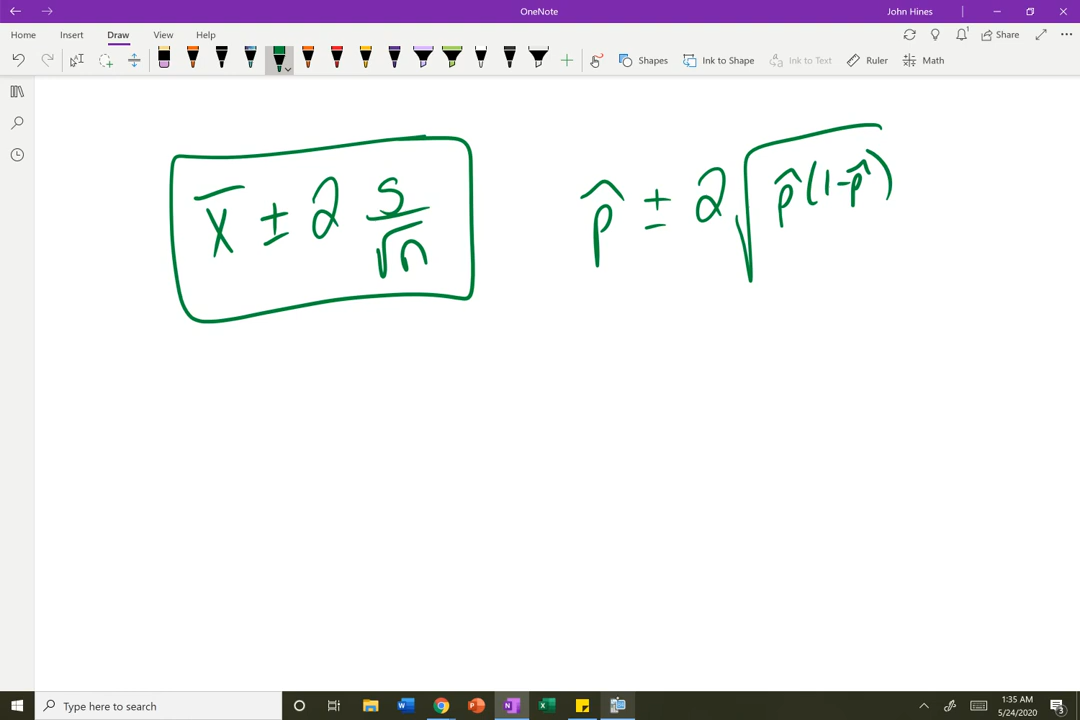 OneNote
John Hines
Home Insert Draw View Help
Share
Shapes Ink to Shape Ink to Text Ruler Math
x̄ ± 2 s/√n
p̂ ± 2 √p̂(1-p̂)
Type here to search
1:35 AM
5/24/2020
3